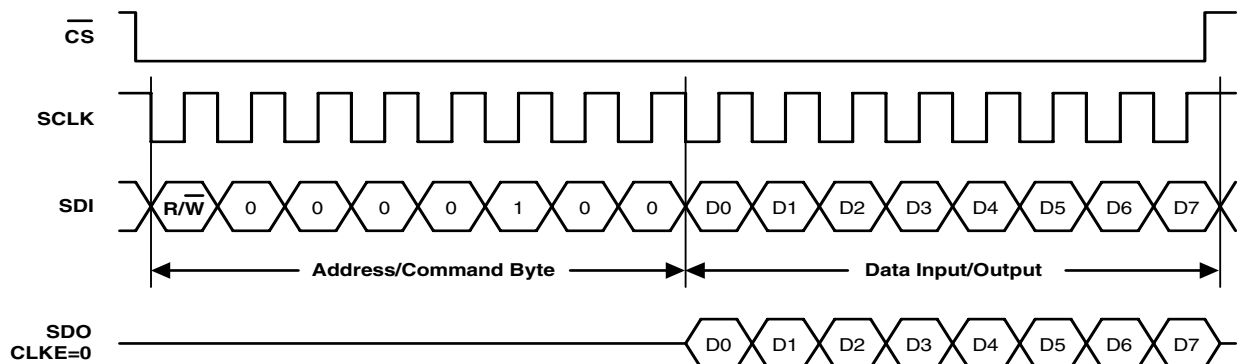 CS
SCLK
SDI R/W 0 0 0 0 1 0 0 D0 D1 D2 D3 D4 D5 D6 D7
Address/Command Byte Data Input/Output
SDO
CLKE=0 D0 D1 D2 D3 D4 D5 D6 D7